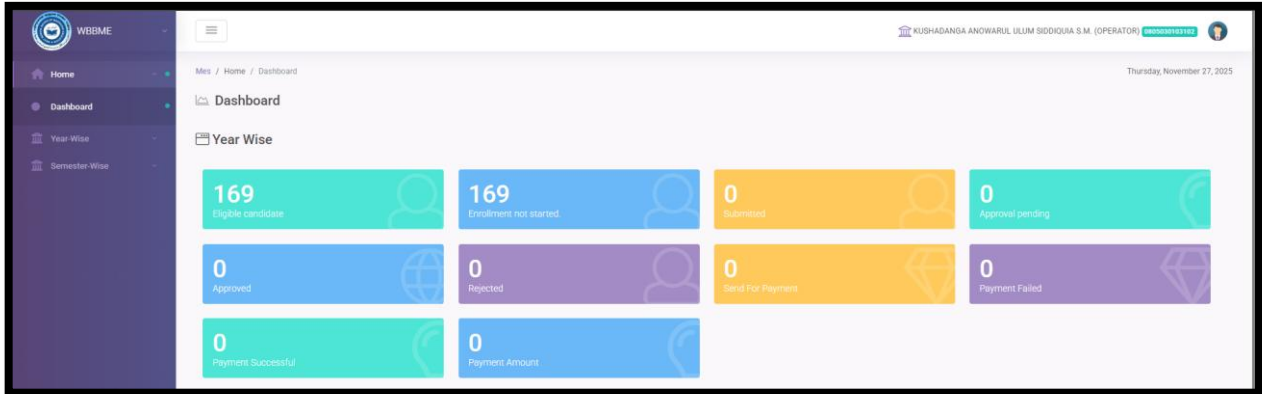 WBBME
KUSHADANGA ANOWARUL ULUM SIDDIQUIA S.M. (OPERATOR) 0805030103102
Home
Mes / Home / Dashboard
Thursday, November 27, 2025
Dashboard
Dashboard
Year-Wise
Year Wise
Semester-Wise
169
Eligible candidate
169
Enrollment not started.
0
Submitted
0
Approval pending
0
Approved
0
Rejected
0
Send For Payment
0
Payment Failed
0
Payment Successful
0
Payment Amount